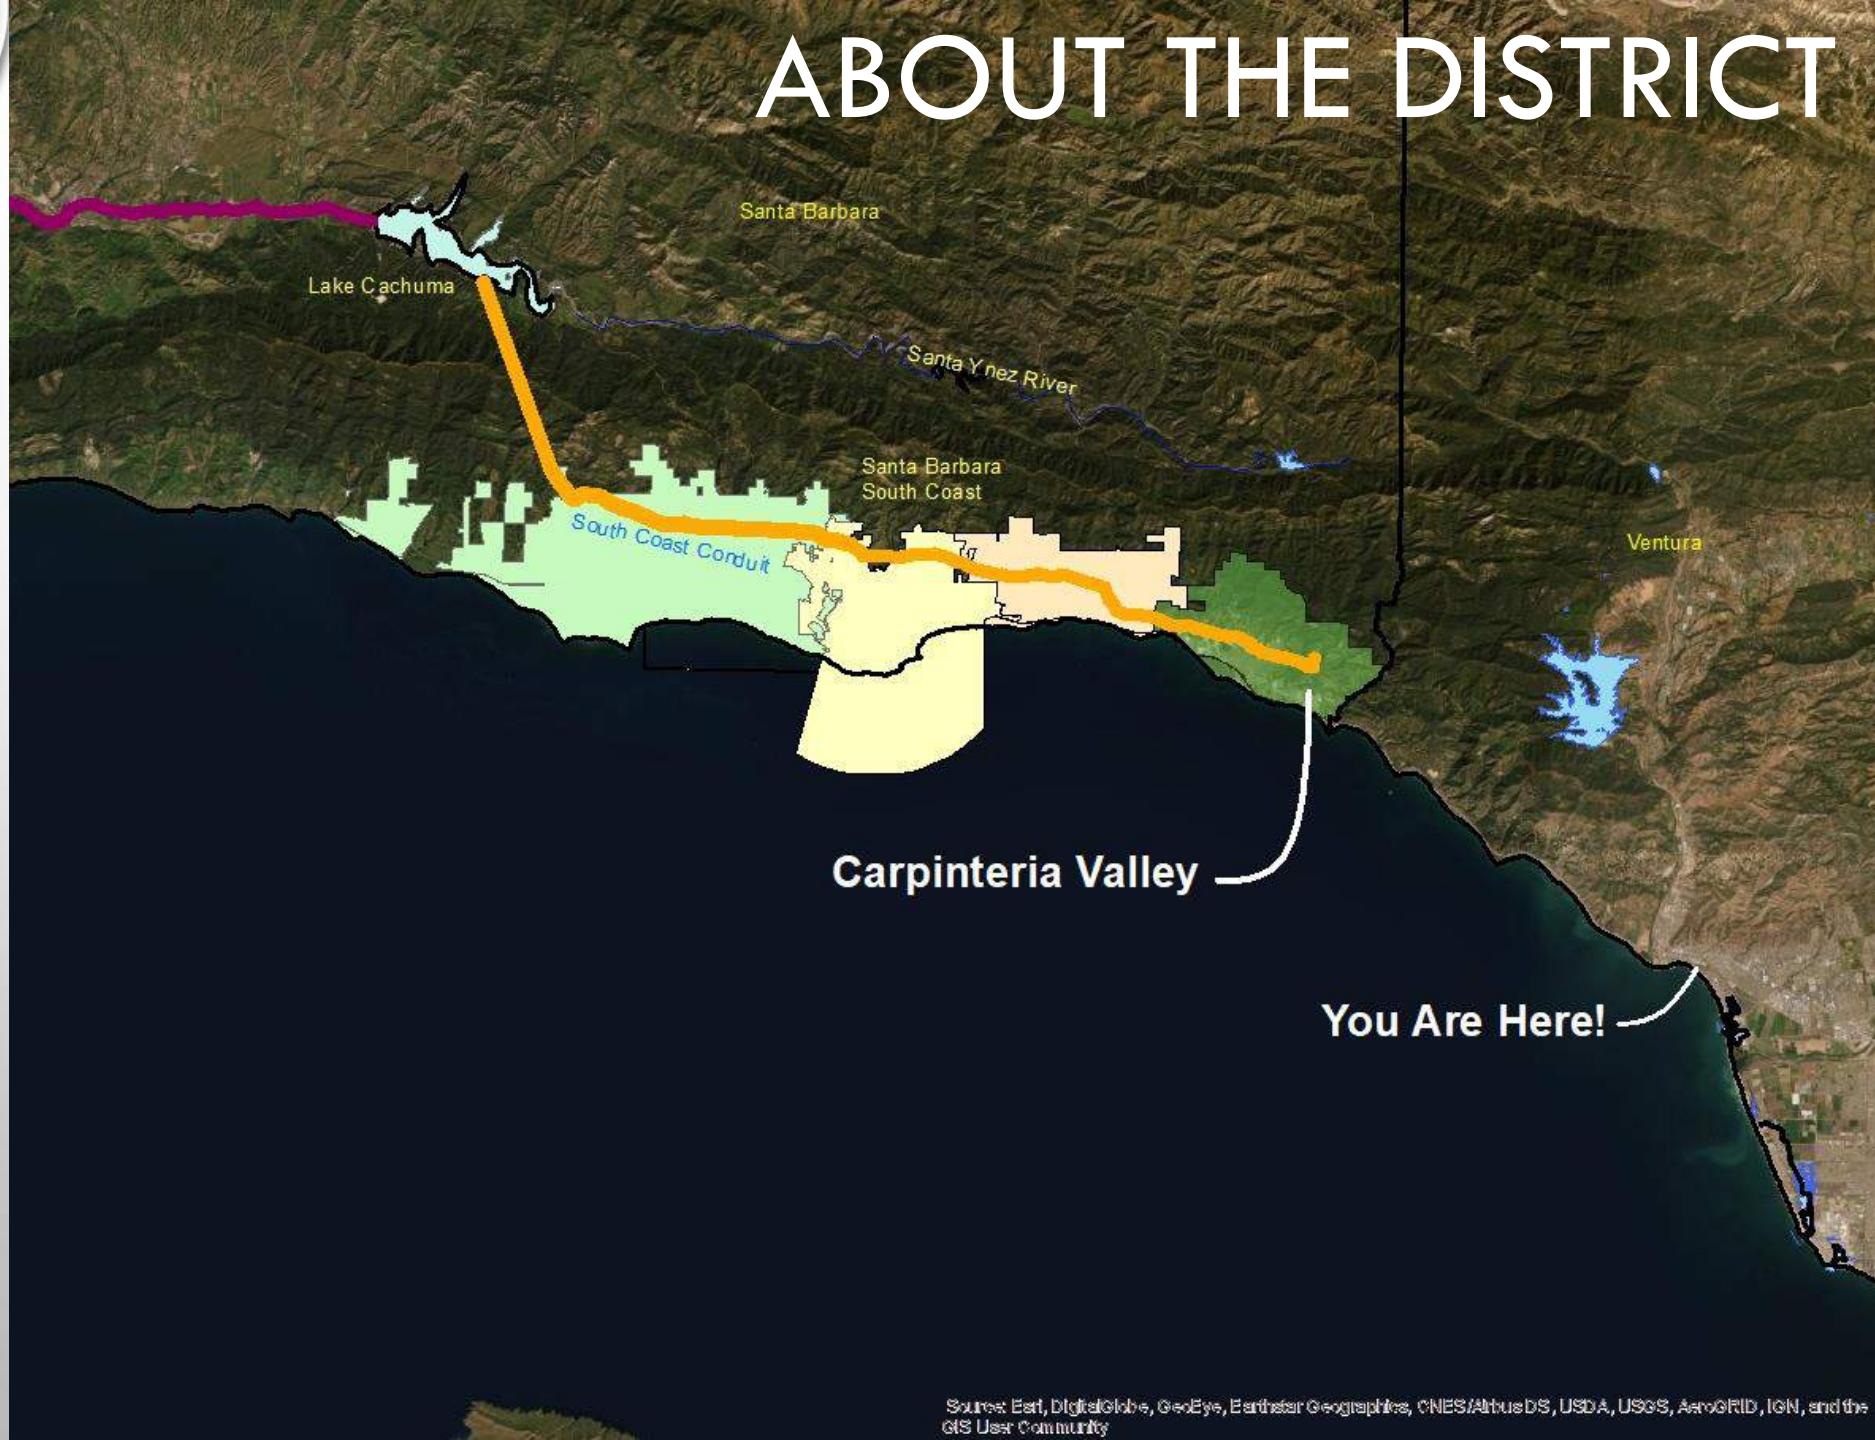 ABOUT THE DISTRICT
Santa Barbara
Lake Cachuma
Santa Ynez River
Santa Barbara
South Coast
South Coast Conduit
Ventura
Carpinteria Valley
You Are Here!
Source: Esri, DigitalGlobe, GeoEye, Earthstar Geographics, CNES/Airbus DS, USDA, USGS, AeroGRID, IGN, and the
GIS User Community